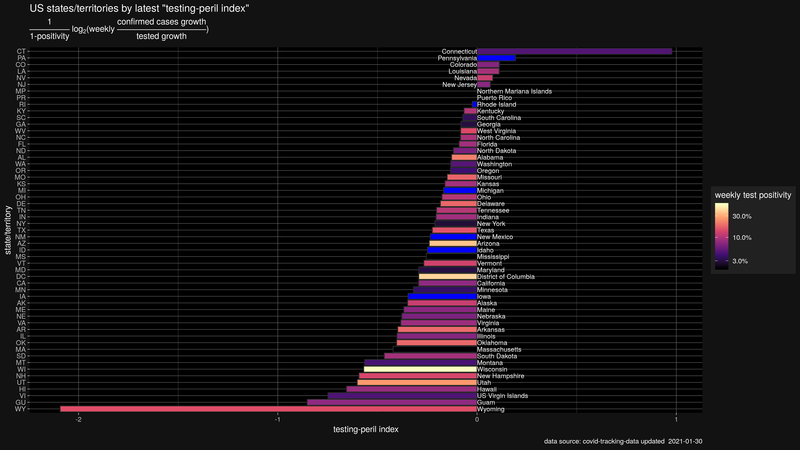 US states/territories by latest "testing-peril index"
1 confirmed cases growth
log2(weekly )
1-positivity tested growth
CT Connecticut
PA Pennsylvania
CO Colorado
LA Louisiana
NV Nevada
NJ New Jersey
MP Northern Mariana Islands
PR Puerto Rico
RI Rhode Island
KY Kentucky
SC South Carolina
GA Georgia
WV West Virginia
NC North Carolina
FL Florida
ND North Dakota
AL Alabama
WA Washington
OR Oregon
MO Missouri
KS Kansas
MI Michigan
OH Ohio
DE Delaware
TN Tennessee
IN Indiana
NY New York
TX Texas
NM New Mexico
AZ Arizona
ID Idaho
MS Mississippi
VT Vermont
MD Maryland
DC District of Columbia
CA California
MN Minnesota
IA Iowa
AK Alaska
ME Maine
NE Nebraska
VA Virginia
AR Arkansas
IL Illinois
OK Oklahoma
MA Massachusetts
SD South Dakota
MT Montana
WI Wisconsin
NH New Hampshire
UT Utah
HI Hawaii
VI US Virgin Islands
GU Guam
WY Wyoming
state/territory
-2 -1 0 1
testing-peril index
weekly test positivity
30.0%
10.0%
3.0%
data source: covid-tracking-data updated 2021-01-30